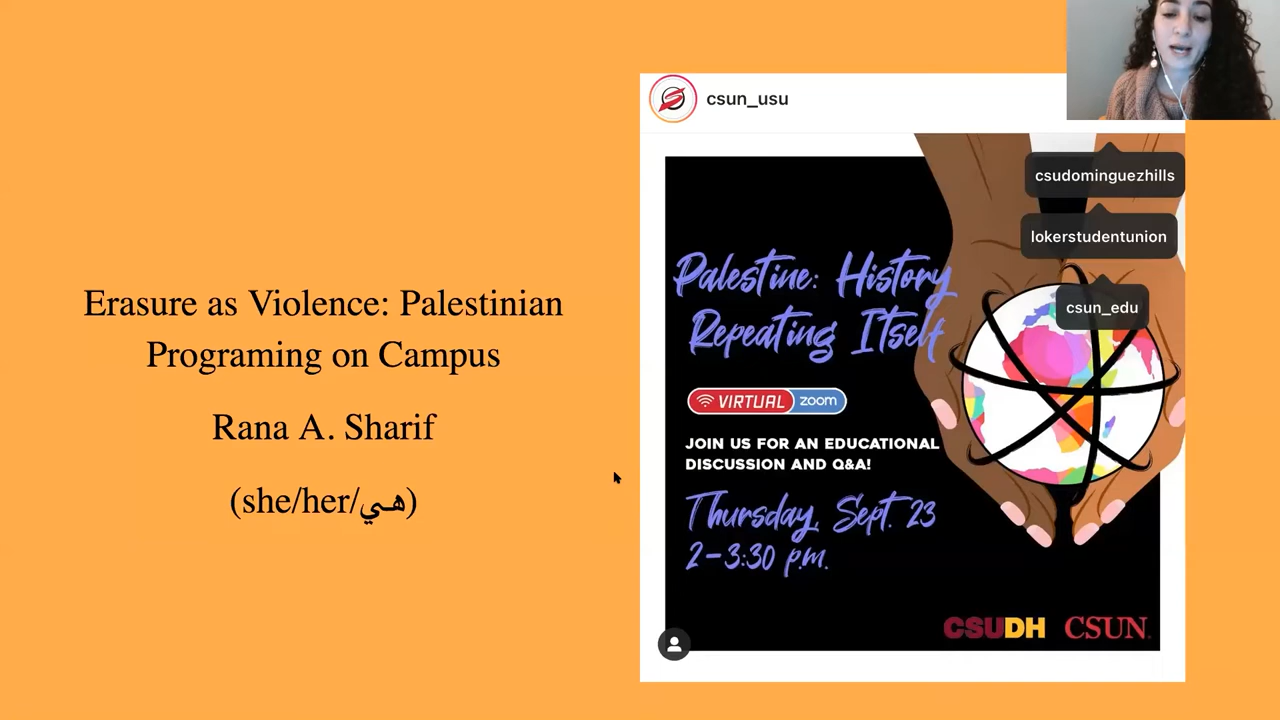 Erasure as Violence: Palestinian
Programing on Campus
Rana A. Sharif
(she/her/هي)
csun_usu
csudominguezhills
lokerstudentunion
csun_edu
Palestine: History
Repeating Itself
VIRTUAL zoom
JOIN US FOR AN EDUCATIONAL
DISCUSSION AND Q&A!
Thursday, Sept. 23
2–3:30 p.m.
CSUDH CSUN®